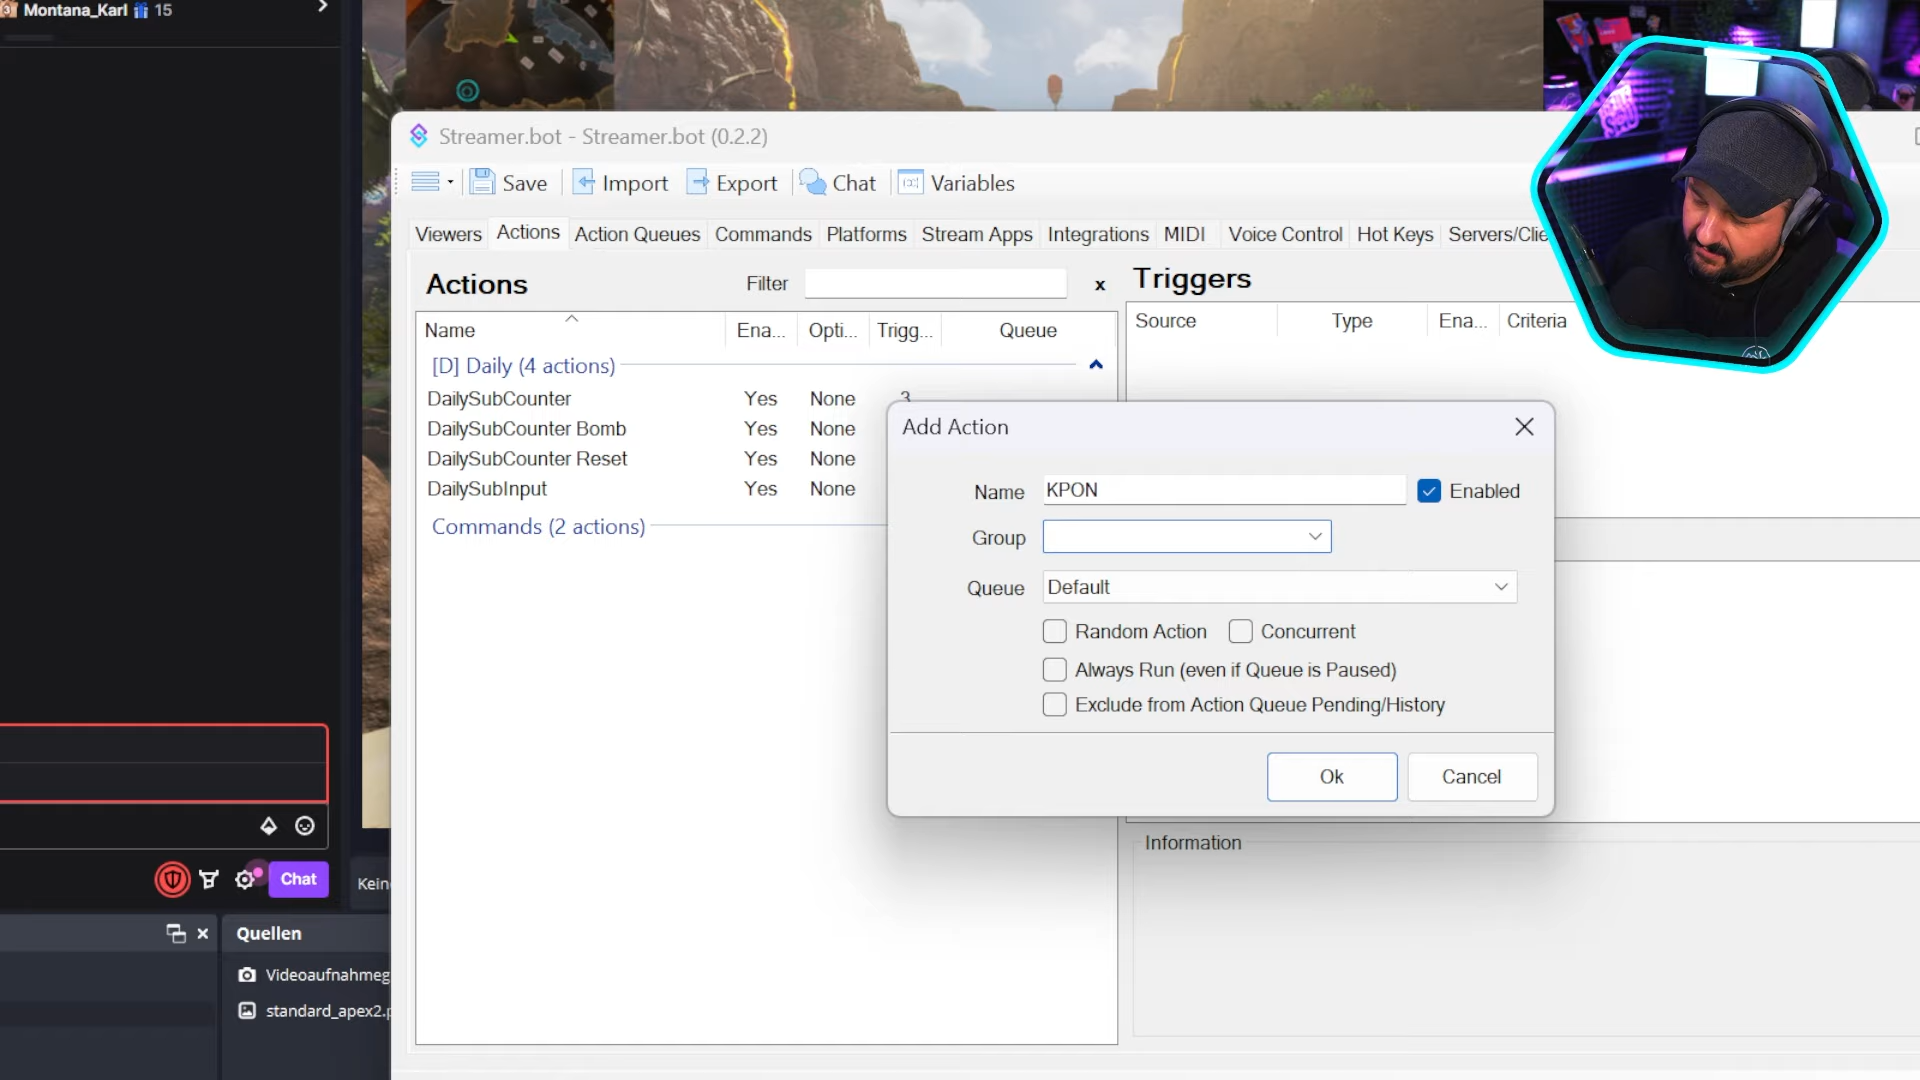 Montana_Karl 15
Streamer.bot - Streamer.bot (0.2.2)
Save Import Export Chat Variables
Viewers Actions Action Queues Commands Platforms Stream Apps Integrations MIDI Voice Control Hot Keys Servers/Clie
Actions Filter x Triggers
Name Ena... Opti... Trigg... Queue
Source Type Ena... Criteria
[D] Daily (4 actions)
DailySubCounter Yes None 3
DailySubCounter Bomb Yes None
DailySubCounter Reset Yes None
DailySubInput Yes None
Commands (2 actions)
Add Action
Name KPON Enabled
Group
Queue Default
Random Action Concurrent
Always Run (even if Queue is Paused)
Exclude from Action Queue Pending/History
Ok Cancel
Information
Chat
Kein
Quellen
Videoaufnahmeg
standard_apex2.p